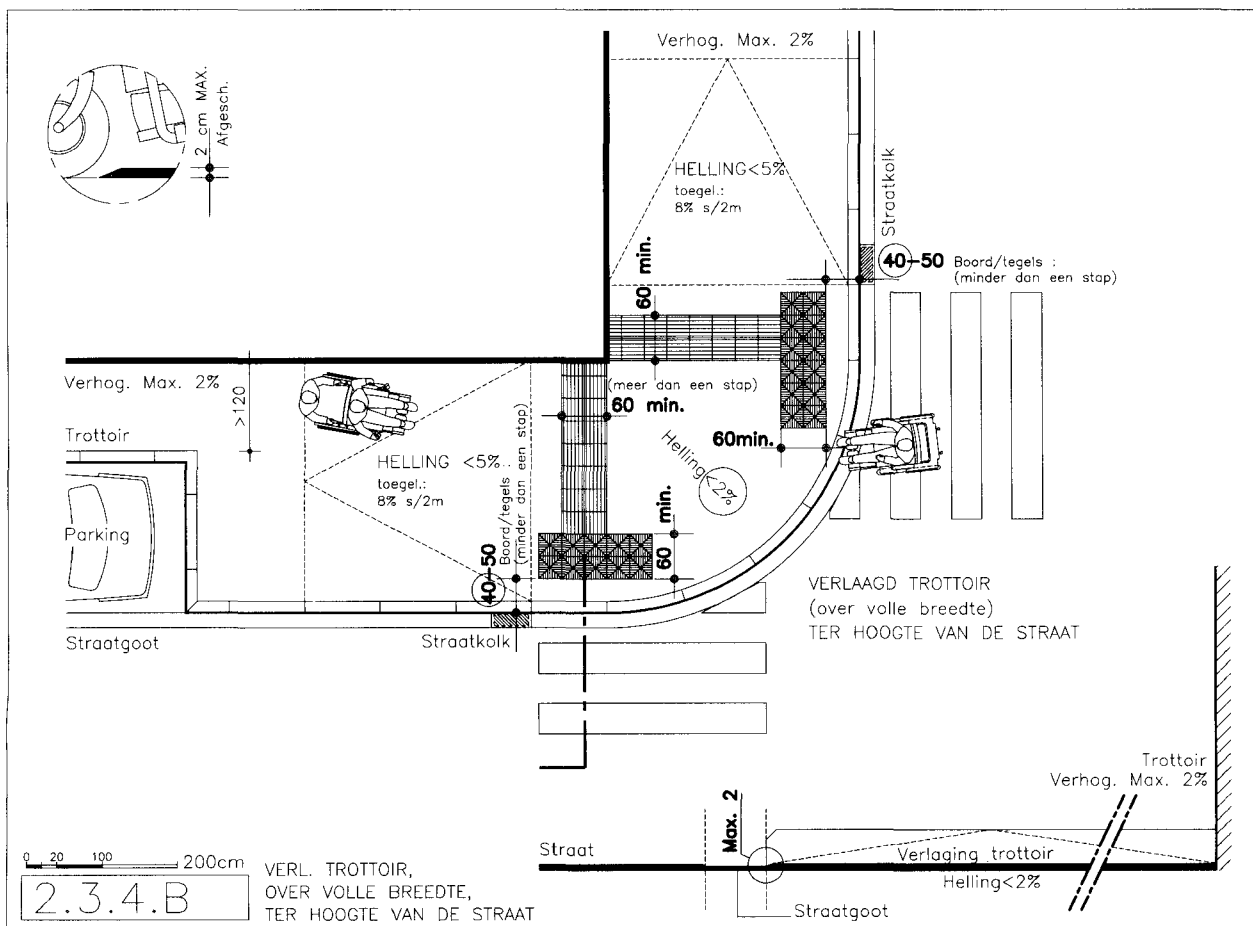 Verhog. Max. 2%
2 cm MAX.
Afgesch.
HELLING<5%
toegel.:
8% s/2m
Straatkolk
40-50
Boord/tegels :
(minder dan een stap)
60 min.
Verhog. Max. 2%
>120
(meer dan een stap)
60 min.
Trottoir
HELLING <5%..
toegel.:
8% s/2m
Boord/tegels
(minder dan een stap)
60min.
Helling<2%
60 min.
Parking
40-50
VERLAAGD TROTTOIR
(over volle breedte)
TER HOOGTE VAN DE STRAAT
Straatgoot
Straatkolk
Trottoir
Verhog. Max. 2%
Max. 2
Straat
Verlaging trottoir
Helling<2%
Straatgoot
0 20 100 200cm
2.3.4.B
VERL. TROTTOIR,
OVER VOLLE BREEDTE,
TER HOOGTE VAN DE STRAAT